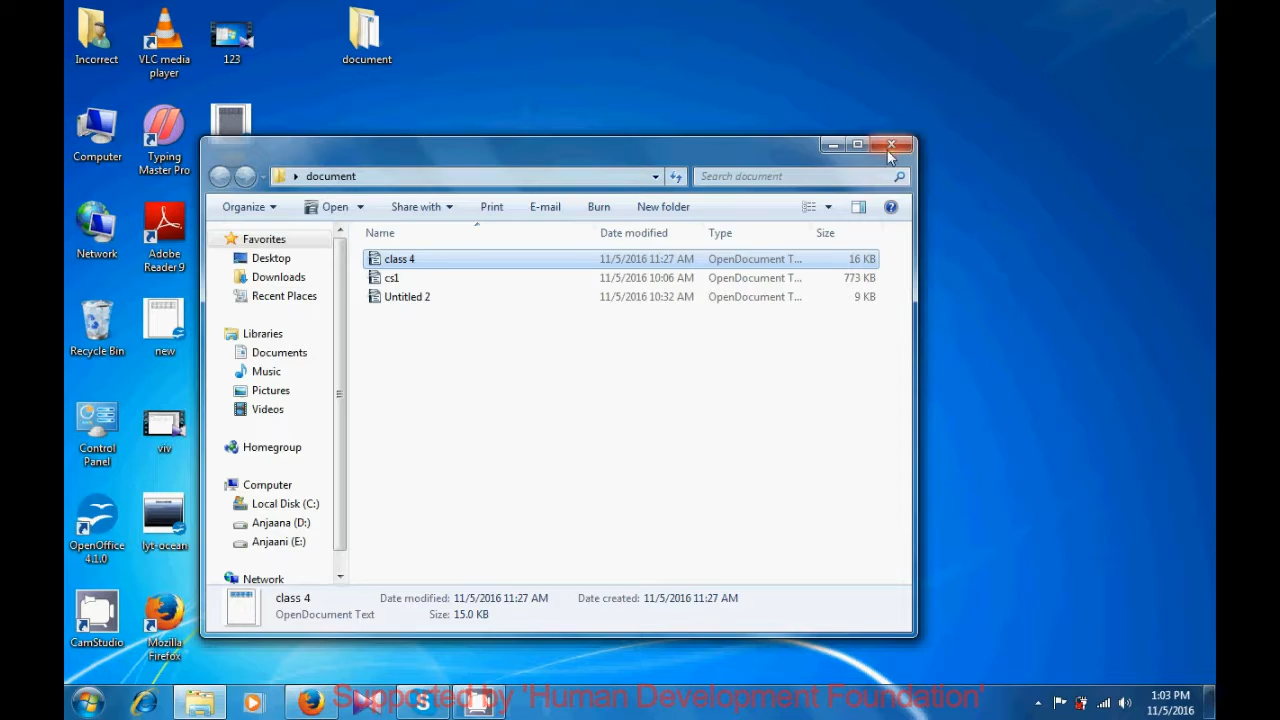 Incorrect
VLC media player
123
document
Computer
Typing Master Pro
Network
Adobe Reader 9
Recycle Bin
new
Control Panel
viv
OpenOffice 4.1.0
lyt-ocean
CamStudio
Mozilla Firefox
document
Search document
Organize
Open
Share with
Print
E-mail
Burn
New folder
Name Date modified Type Size
class 4 11/5/2016 11:27 AM OpenDocument T... 16 KB
cs1 11/5/2016 10:06 AM OpenDocument T... 773 KB
Untitled 2 11/5/2016 10:32 AM OpenDocument T... 9 KB
Favorites
Desktop
Downloads
Recent Places
Libraries
Documents
Music
Pictures
Videos
Homegroup
Computer
Local Disk (C:)
Anjaana (D:)
Anjaani (E:)
Network
class 4 Date modified: 11/5/2016 11:27 AM Date created: 11/5/2016 11:27 AM
OpenDocument Text Size: 15.0 KB
Supported by 'Human Development Foundation'
1:03 PM
11/5/2016